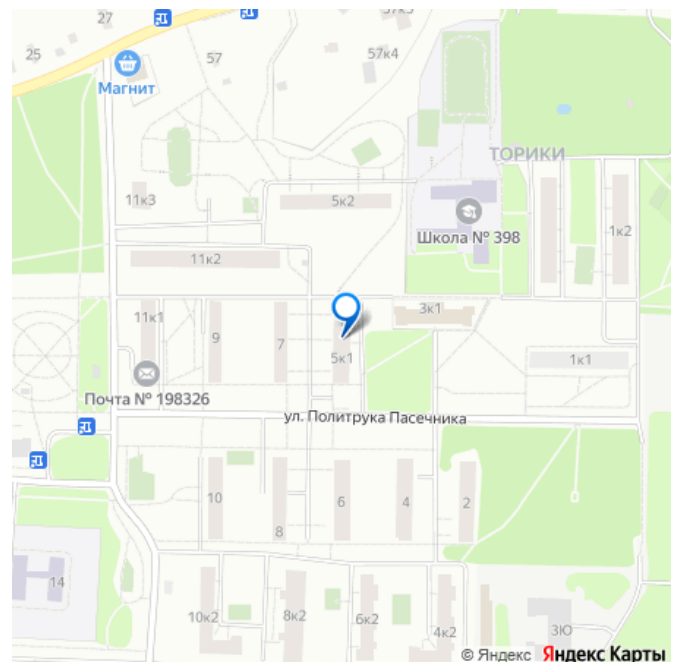 27
25
57
57к4
Магнит
ТОРИКИ
11к3
5к2
1к2
Школа № 398
11к2
11к1
9
7
3к1
5к1
1к1
Почта № 198326
ул. Политрука Пасечника
10
8
6
4
2
14
10к2
8к2
6к2
4к2
3Ю
© Яндекс Яндекс Карты